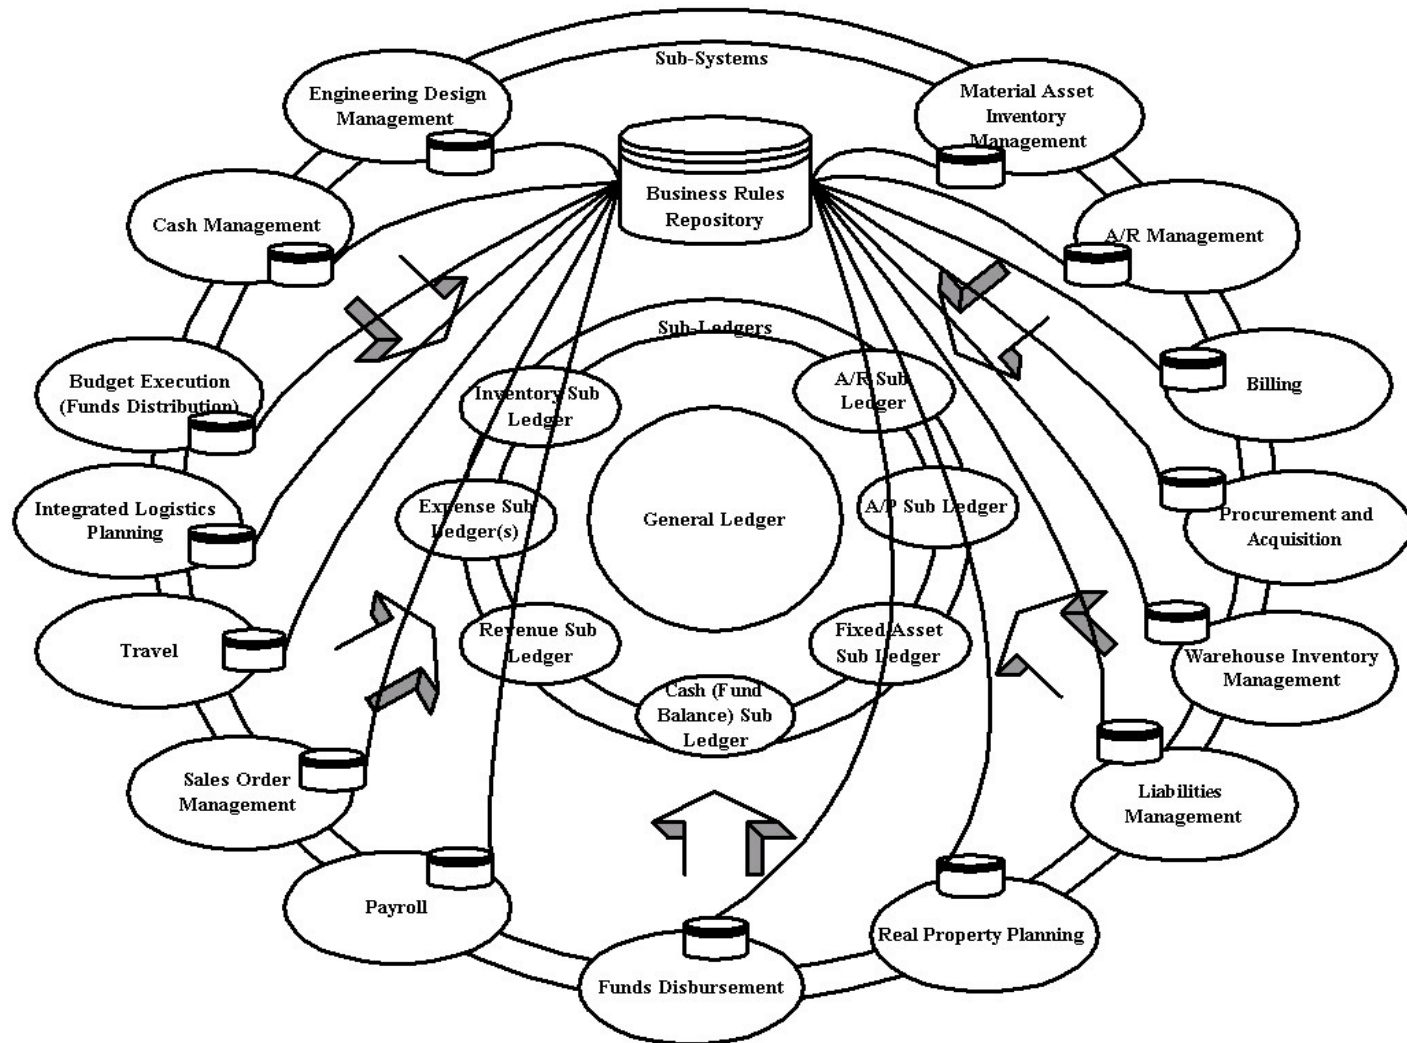 Sub-Systems
Engineering Design
Management
Material Asset
Inventory
Management
Business Rules
Repository
Cash Management
A/R Management
Sub-Ledgers
Budget Execution
(Funds Distribution)
Inventory Sub
Ledger
A/R Sub
Ledger
Billing
Integrated Logistics
Planning
Expense Sub
Ledger(s)
General Ledger
A/P Sub Ledger
Procurement and
Acquisition
Travel
Revenue Sub
Ledger
Fixed Asset
Sub Ledger
Warehouse Inventory
Management
Cash (Fund
Balance) Sub
Ledger
Sales Order
Management
Liabilities
Management
Payroll
Real Property Planning
Funds Disbursement